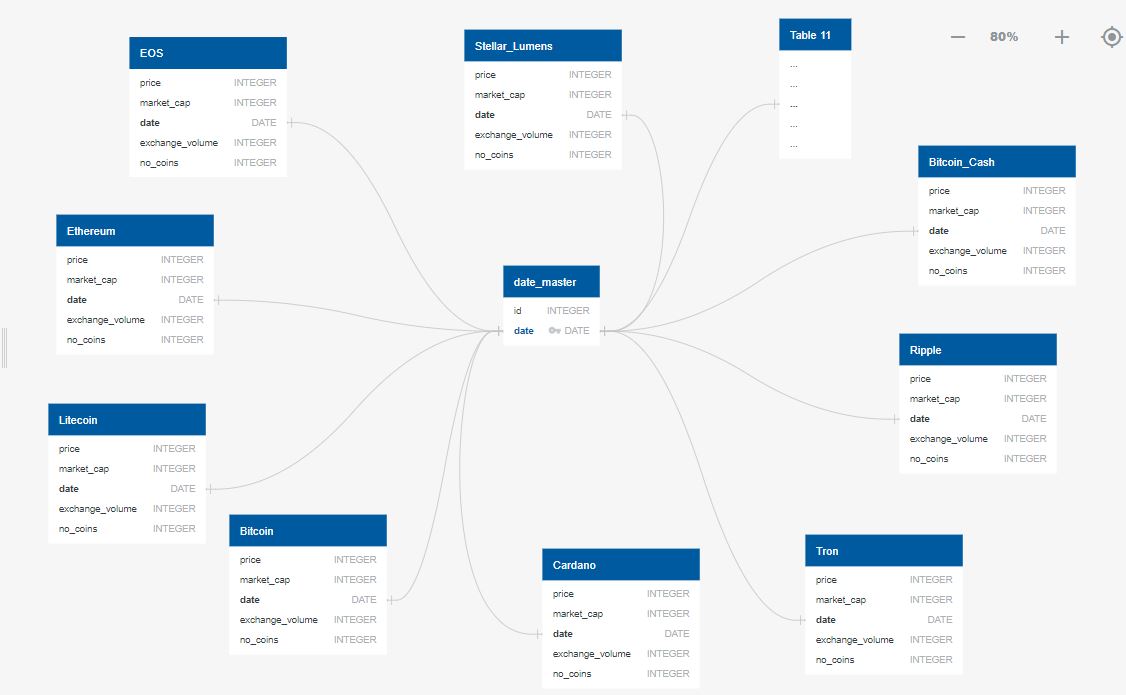 80%
EOS
price INTEGER
market_cap INTEGER
date DATE
exchange_volume INTEGER
no_coins INTEGER
Stellar_Lumens
price INTEGER
market_cap INTEGER
date DATE
exchange_volume INTEGER
no_coins INTEGER
Table 11
...
...
...
...
...
Bitcoin_Cash
price INTEGER
market_cap INTEGER
date DATE
exchange_volume INTEGER
no_coins INTEGER
Ethereum
price INTEGER
market_cap INTEGER
date DATE
exchange_volume INTEGER
no_coins INTEGER
date_master
id INTEGER
date DATE
Ripple
price INTEGER
market_cap INTEGER
date DATE
exchange_volume INTEGER
no_coins INTEGER
Litecoin
price INTEGER
market_cap INTEGER
date DATE
exchange_volume INTEGER
no_coins INTEGER
Bitcoin
price INTEGER
market_cap INTEGER
date DATE
exchange_volume INTEGER
no_coins INTEGER
Cardano
price INTEGER
market_cap INTEGER
date DATE
exchange_volume INTEGER
no_coins INTEGER
Tron
price INTEGER
market_cap INTEGER
date DATE
exchange_volume INTEGER
no_coins INTEGER